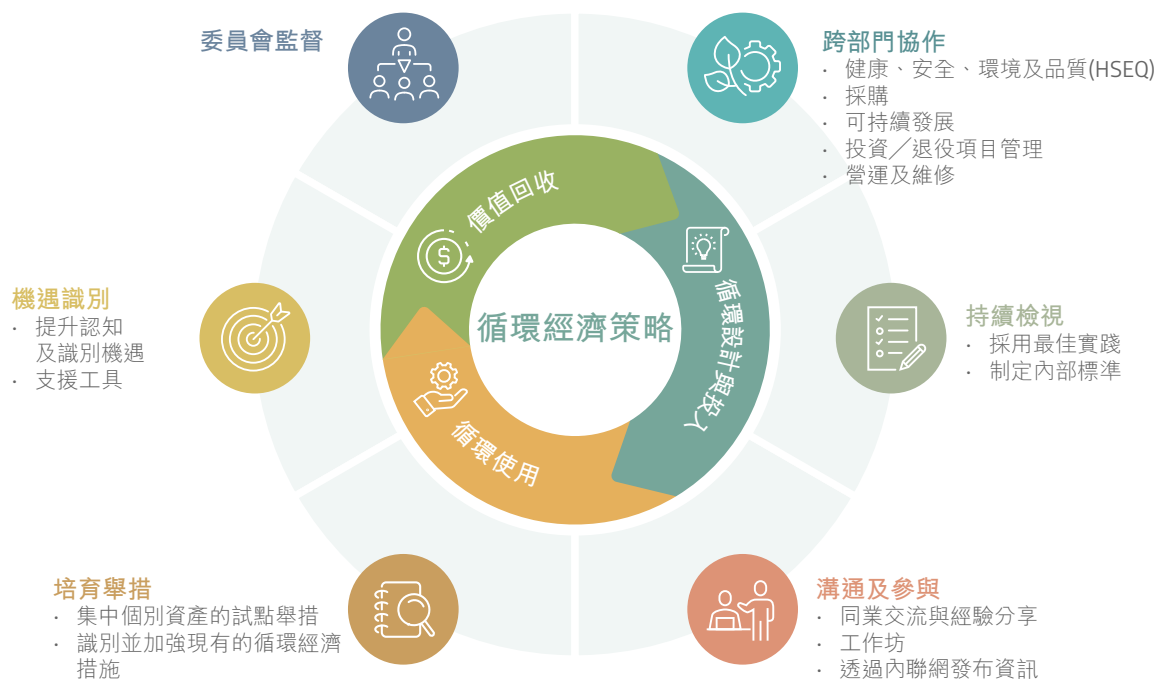 委員會監督
跨部門協作
· 健康、安全、環境及品質(HSEQ)
· 採購
· 可持續發展
· 投資／退役項目管理
· 營運及維修
價值回收
循環設計與投入
循環使用
循環經濟策略
機遇識別
· 提升認知
及識別機遇
· 支援工具
持續檢視
· 採用最佳實踐
· 制定內部標準
培育舉措
· 集中個別資產的試點舉措
· 識別並加強現有的循環經濟
措施
溝通及參與
· 同業交流與經驗分享
· 工作坊
· 透過內聯網發布資訊